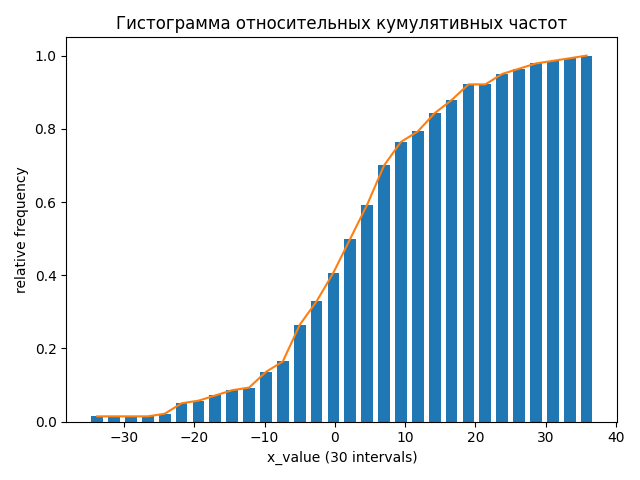 Гистограмма относительных кумулятивных частот
relative frequency
1.0
0.8
0.6
0.4
0.2
0.0
−30 −20 −10 0 10 20 30 40
x_value (30 intervals)